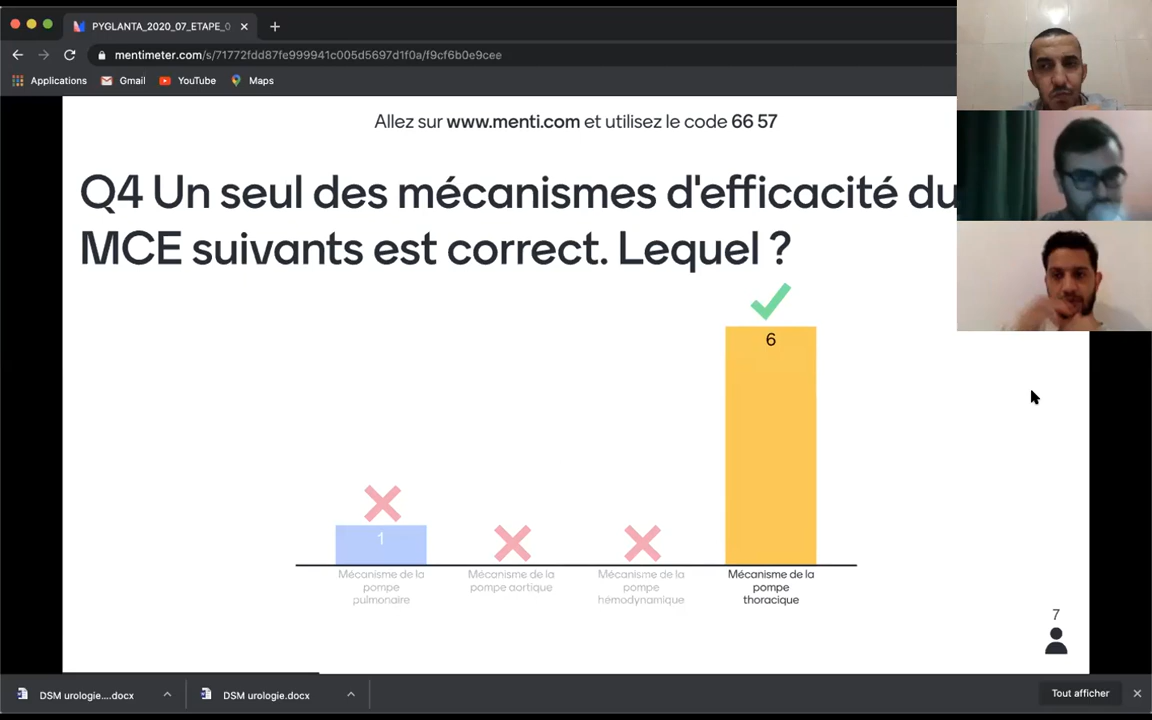 PYGLANTA_2020_07_ETAPE_0
mentimeter.com/s/71772fdd87fe999941c005d5697d1f0a/f9cf6b0e9cee
Applications Gmail YouTube Maps
Allez sur www.menti.com et utilisez le code 66 57
Q4 Un seul des mécanismes d'efficacité du
MCE suivants est correct. Lequel ?
6
1
Mécanisme de la
pompe
pulmonaire
Mécanisme de la
pompe aortique
Mécanisme de la
pompe
hémodynamique
Mécanisme de la
pompe
thoracique
7
DSM urologie....docx
DSM urologie.docx
Tout afficher